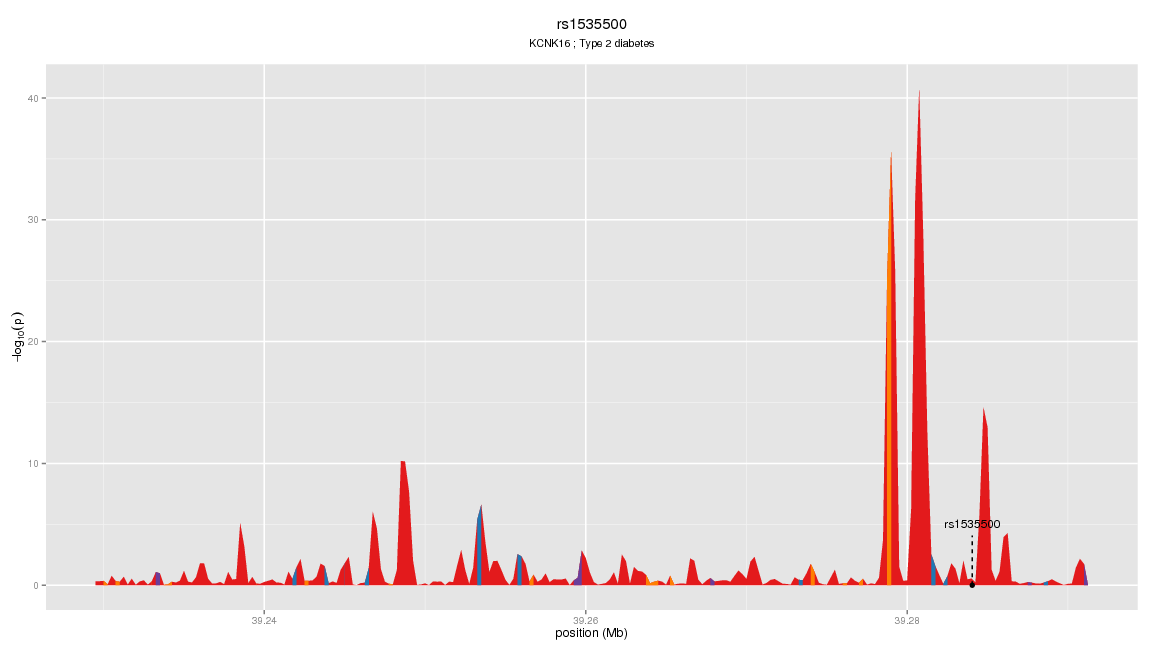 rs1535500
KCNK16 ; Type 2 diabetes
40
30
20
10
0
−log10(p)
rs1535500
39.24
39.26
39.28
position (Mb)